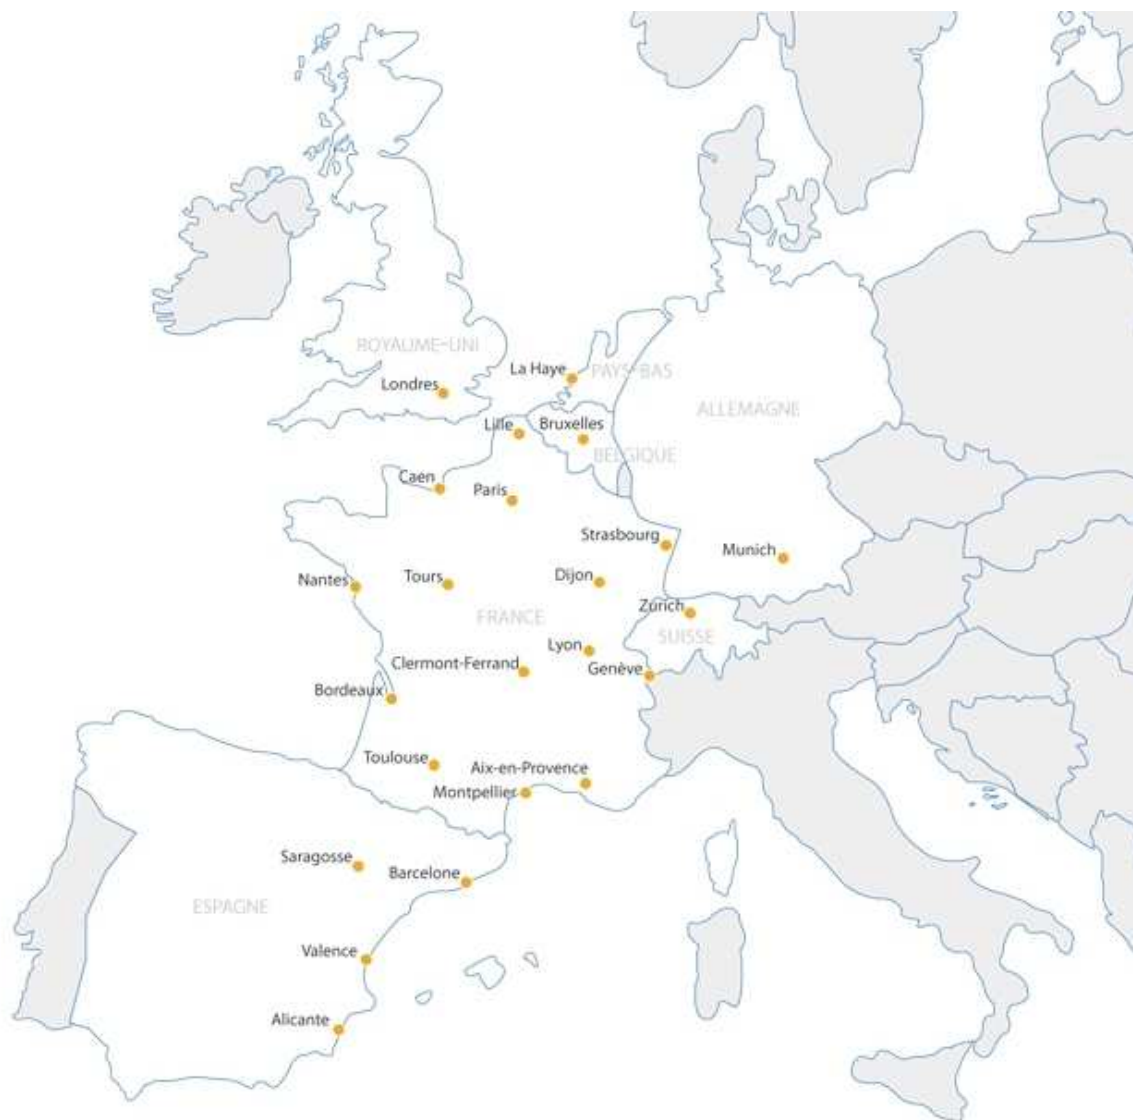 ROYAUME-UNI
La Haye
PAYS-BAS
Londres
ALLEMAGNE
Lille
Bruxelles
BELGIQUE
Caen
Paris
Strasbourg
Munich
Nantes
Tours
Dijon
Zürich
FRANCE
SUISSE
Lyon
Clermont-Ferrand
Genève
Bordeaux
Toulouse
Aix-en-Provence
Montpellier
Saragosse
Barcelone
ESPAGNE
Valence
Alicante